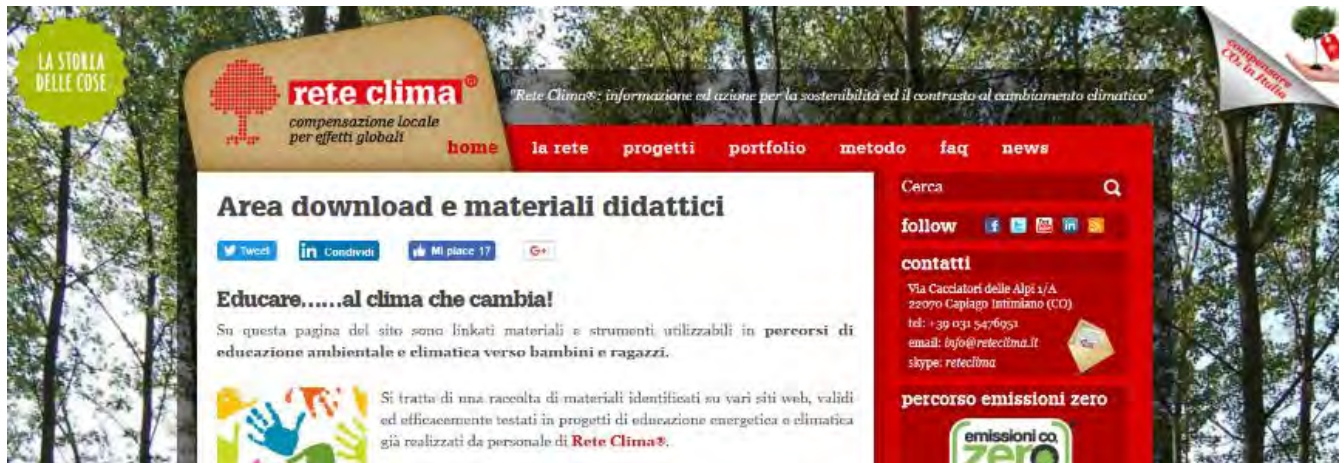 LA STORIA
DELLE COSE
rete clima®
compensazione locale
per effetti globali
"Rete Clima®: informazione ed azione per la sostenibilità ed il contrasto al cambiamento climatico"
compensare
CO₂ in Italia
home la rete progetti portfolio metodo faq news
Area download e materiali didattici
Tweet Condividi Mi piace 17 G+
Educare......al clima che cambia!
Su questa pagina del sito sono linkati materiali e strumenti utilizzabili in percorsi di
educazione ambientale e climatica verso bambini e ragazzi.
Si tratta di una raccolta di materiali identificati su vari siti web, validi
ed efficacemente testati in progetti di educazione energetica e climatica
già realizzati da personale di Rete Clima®.
Cerca
follow
contatti
Via Cacciatori delle Alpi 1/A
22070 Capiago Intimiano (CO)
tel: +39 031 5476951
email: info@reteclima.it
skype: reteclima
percorso emissioni zero
emissioni co₂
zero